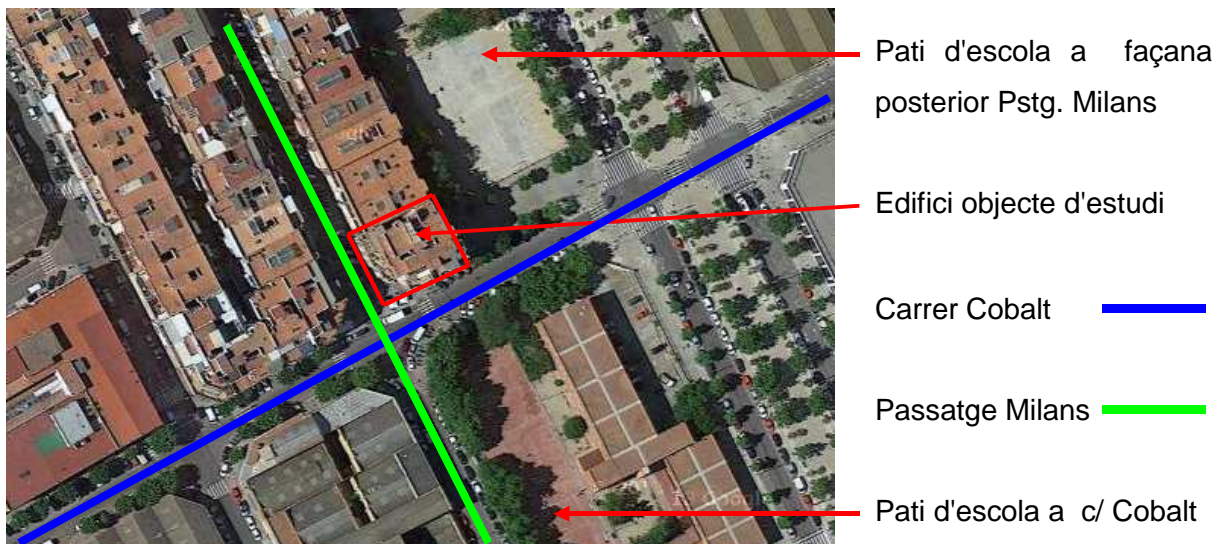 Pati d'escola a façana
posterior Pstg. Milans
Edifici objecte d'estudi
Carrer Cobalt
Passatge Milans
Pati d'escola a c/ Cobalt